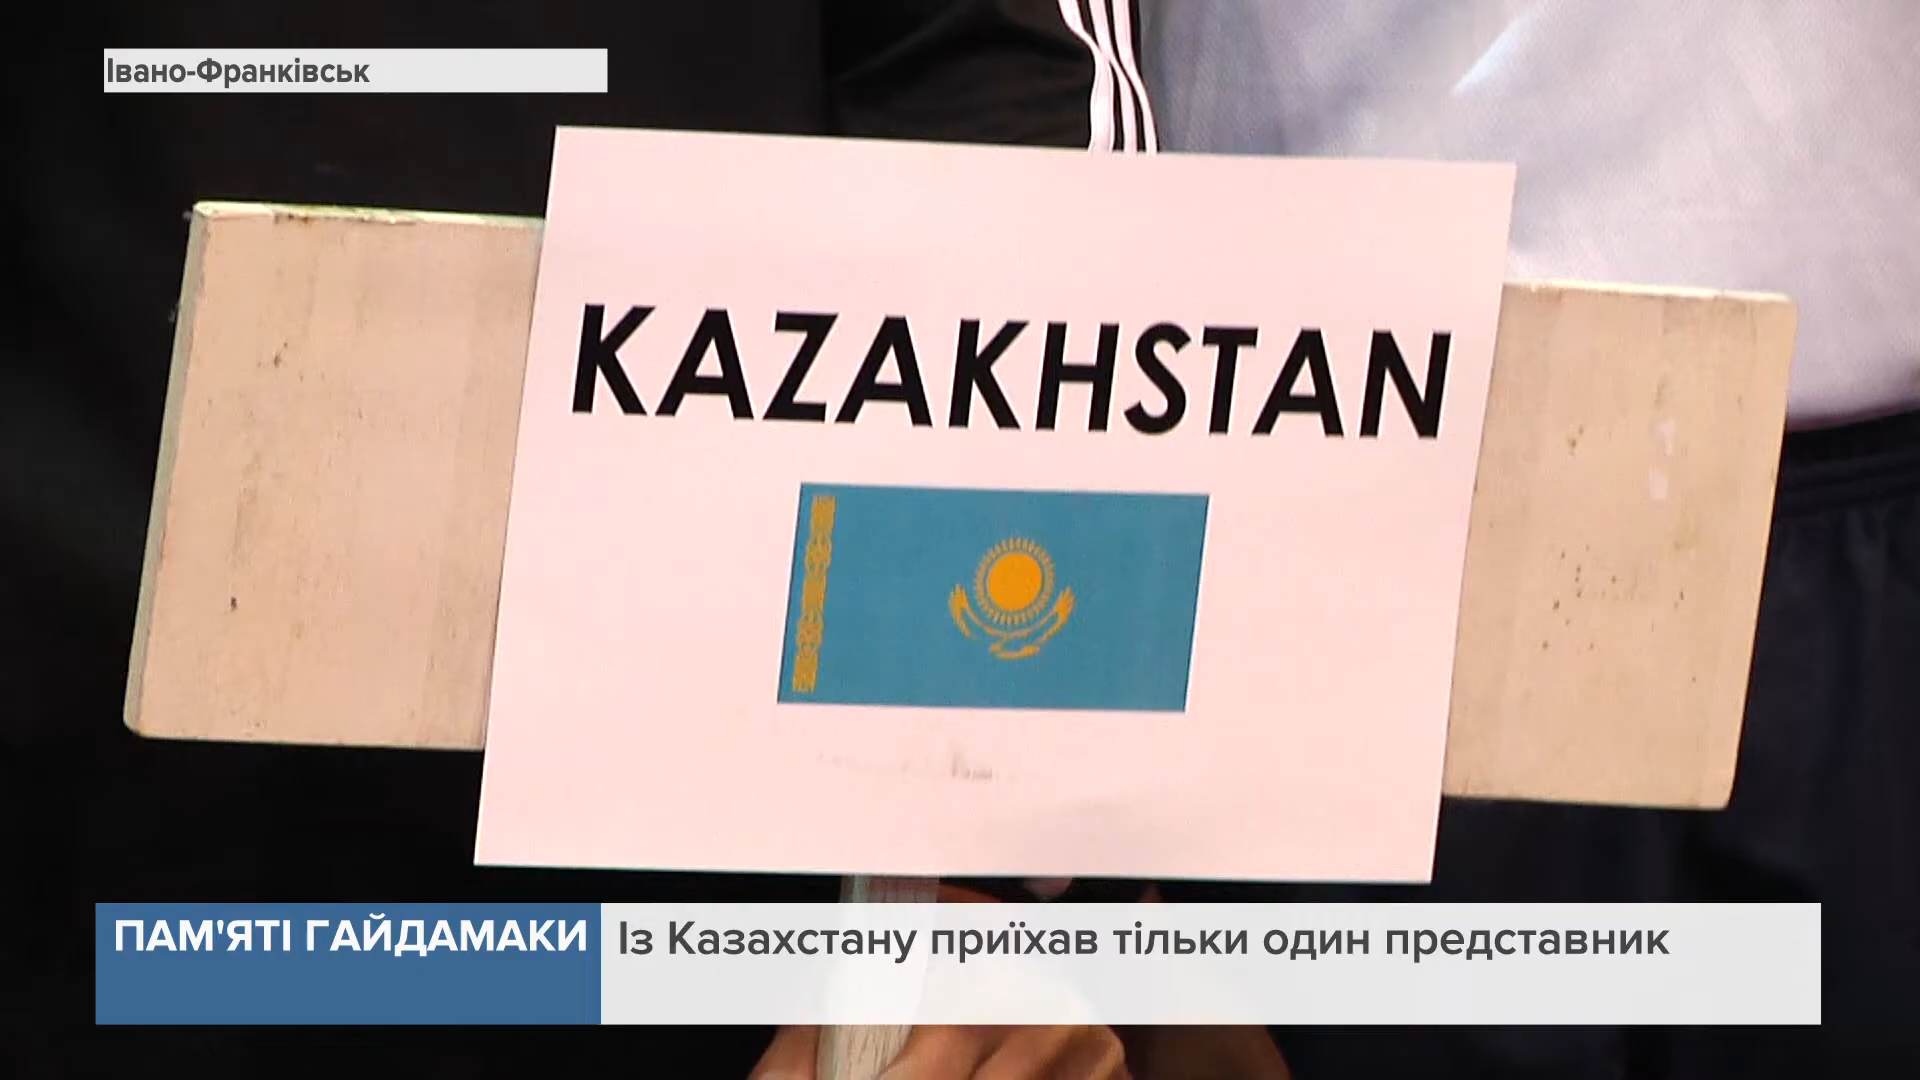 Івано-Франківськ
KAZAKHSTAN
ПАМ'ЯТІ ГАЙДАМАКИ
Із Казахстану приїхав тільки один представник